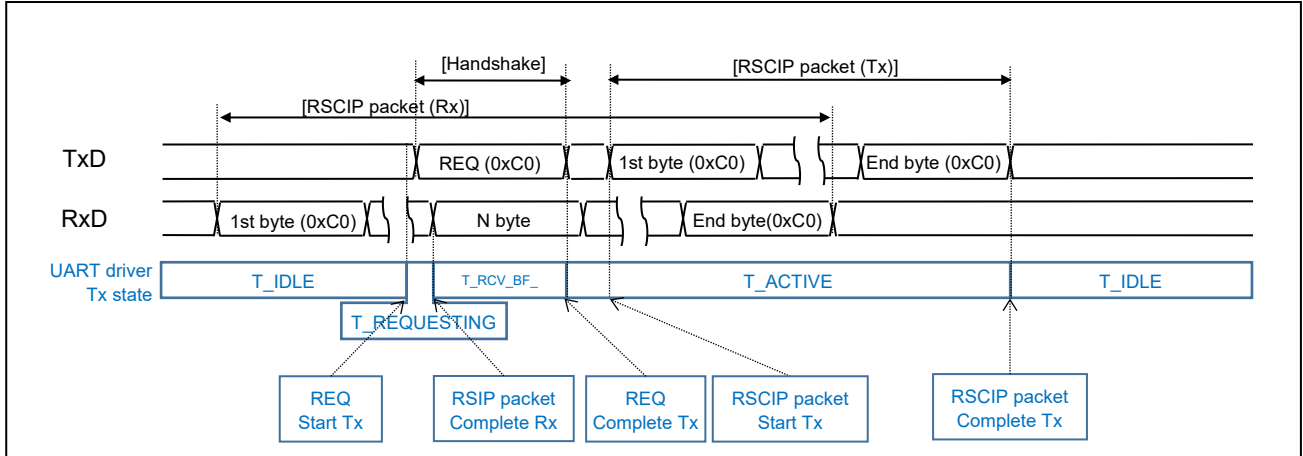 [Handshake]
[RSCIP packet (Tx)]
[RSCIP packet (Rx)]
TxD
REQ (0xC0)
1st byte (0xC0)
End byte (0xC0)
RxD
1st byte (0xC0)
N byte
End byte(0xC0)
UART driver
Tx state
T_IDLE
T_RCV_BF_
T_ACTIVE
T_IDLE
T_REQUESTING
REQ
Start Tx
RSIP packet
Complete Rx
REQ
Complete Tx
RSCIP packet
Start Tx
RSCIP packet
Complete Tx